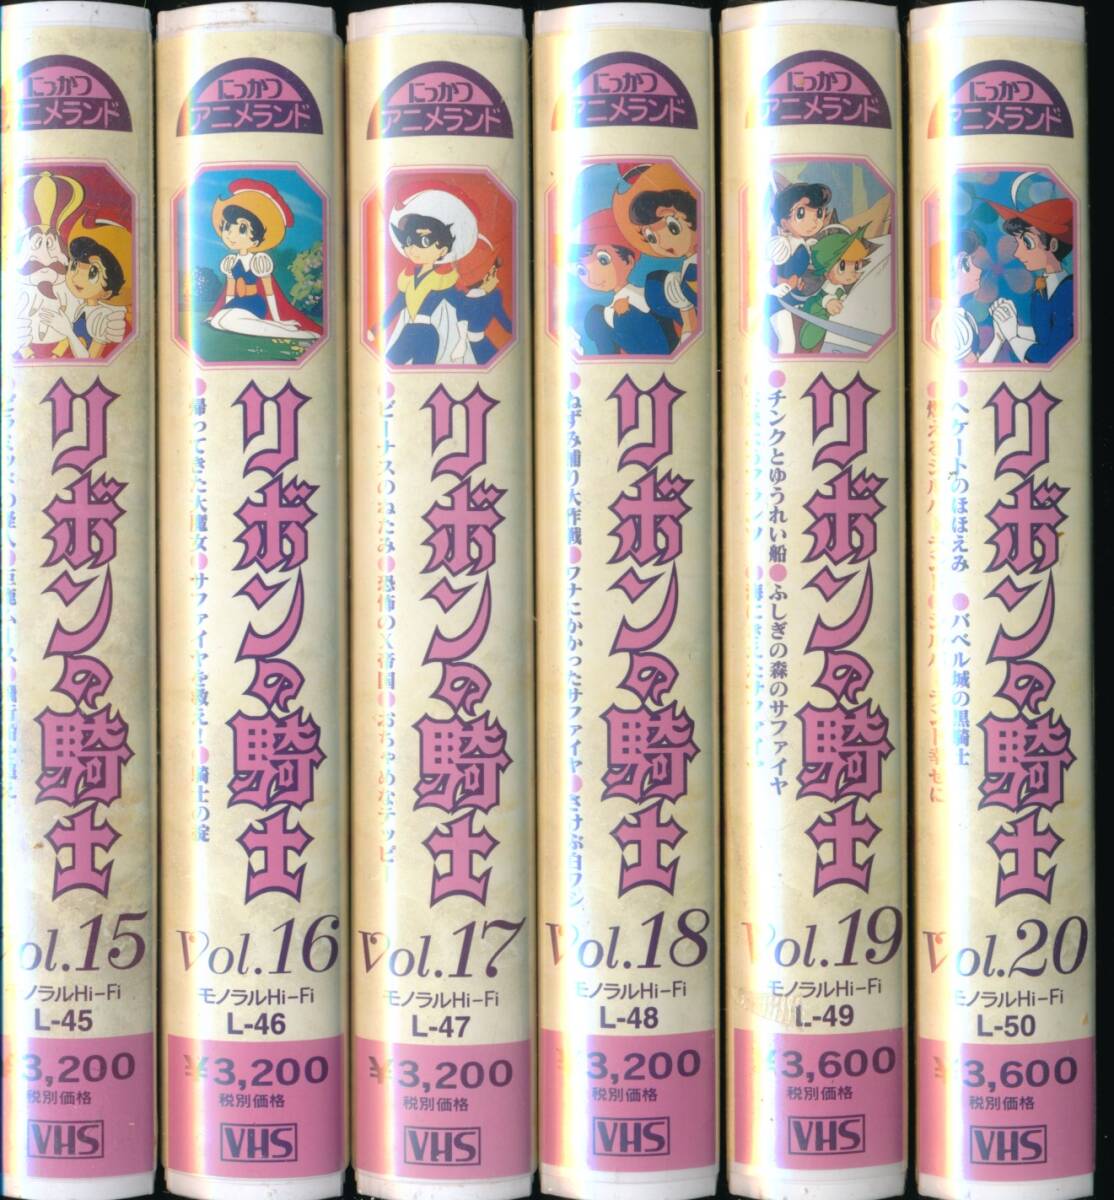 にっかつ
アニメランド
リボンの騎士
ol.15
ノラルHi-Fi
L-45
3,200
税別価格
VHS
にっかつ
アニメランド
リボンの騎士
●帰ってきた大魔女●サファイヤを救え!●騎士の掟
Vol.16
モノラルHi-Fi
L-46
¥3,200
税別価格
VHS
にっかつ
アニメランド
リボンの騎士
●ビーナスのねたみ●恐怖のX帝国●おちゃめなテッピー
Vol.17
モノラルHi-Fi
L-47
¥3,200
税別価格
VHS
にっかつ
アニメランド
リボンの騎士
●ねずみ捕り大作戦●ワナにかかったサファイヤ●さけぶ白フン
Vol.18
モノラルHi-Fi
L-48
¥3,200
税別価格
VHS
にっかつ
アニメランド
リボンの騎士
●チンクとゆうれい船●ふしぎの森のサファイヤ
Vol.19
モノラルHi-Fi
L-49
¥3,600
税別価格
VHS
にっかつ
アニメランド
リボンの騎士
●ヘケートのほほえみ●バベル城の黒騎士
Vol.20
モノラルHi-Fi
L-50
¥3,600
税別価格
VHS